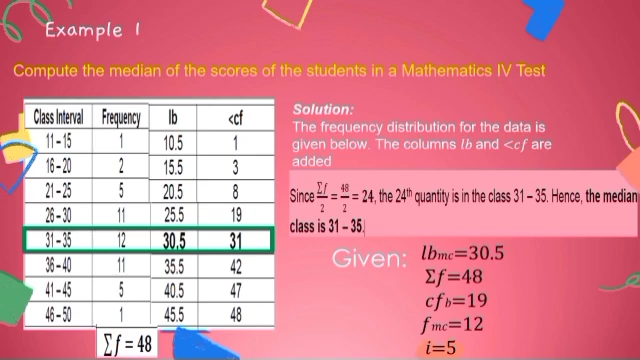 Example 1
Compute the median of the scores of the students in a Mathematics IV Test
Class Interval Frequency lb <cf
11 – 15 1 10.5 1
16 – 20 2 15.5 3
21 – 25 5 20.5 8
26 – 30 11 25.5 19
31 – 35 12 30.5 31
36 – 40 11 35.5 42
41 – 45 5 40.5 47
46 – 50 1 45.5 48
∑f = 48
Solution:
The frequency distribution for the data is
given below. The columns lb and <cf are
added
Since ∑f/2 = 48/2 = 24, the 24th quantity is in the class 31 – 35. Hence, the median
class is 31 – 35.
Given:
lbmc=30.5
Σf=48
cfb=19
fmc=12
i=5